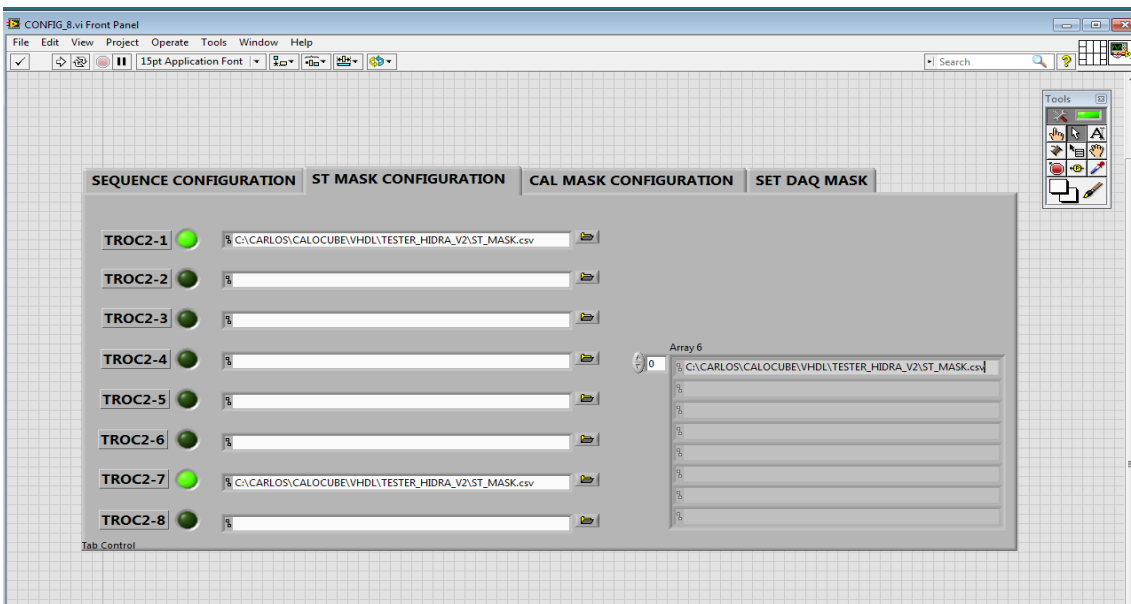 CONFIG_8.vi Front Panel
File Edit View Project Operate Tools Window Help
15pt Application Font
Search
Tools
SEQUENCE CONFIGURATION ST MASK CONFIGURATION CAL MASK CONFIGURATION SET DAQ MASK
TROC2-1 C:\CARLOS\CALOCUBE\VHDL\TESTER_HIDRA_V2\ST_MASK.csv
TROC2-2
TROC2-3
Array 6
TROC2-4
0 C:\CARLOS\CALOCUBE\VHDL\TESTER_HIDRA_V2\ST_MASK.csv
TROC2-5
TROC2-6
TROC2-7 C:\CARLOS\CALOCUBE\VHDL\TESTER_HIDRA_V2\ST_MASK.csv
TROC2-8
Tab Control